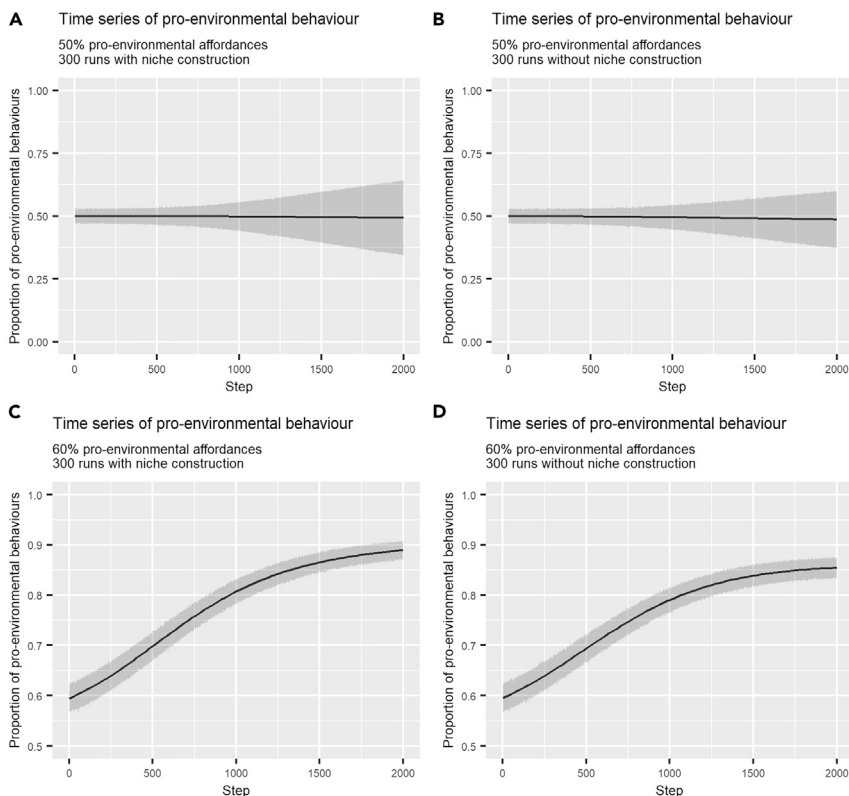 A
Time series of pro-environmental behaviour
50% pro-environmental affordances
300 runs with niche construction
Proportion of pro-environmental behaviours
1.00
0.75
0.50
0.25
0.00
0 500 1000 1500 2000
Step
B
Time series of pro-environmental behaviour
50% pro-environmental affordances
300 runs without niche construction
Proportion of pro-environmental behaviours
1.00
0.75
0.50
0.25
0.00
0 500 1000 1500 2000
Step
C
Time series of pro-environmental behaviour
60% pro-environmental affordances
300 runs with niche construction
Proportion of pro-environmental behaviours
1.0
0.9
0.8
0.7
0.6
0.5
0 500 1000 1500 2000
Step
D
Time series of pro-environmental behaviour
60% pro-environmental affordances
300 runs without niche construction
Proportion of pro-environmental behaviours
1.0
0.9
0.8
0.7
0.6
0.5
0 500 1000 1500 2000
Step